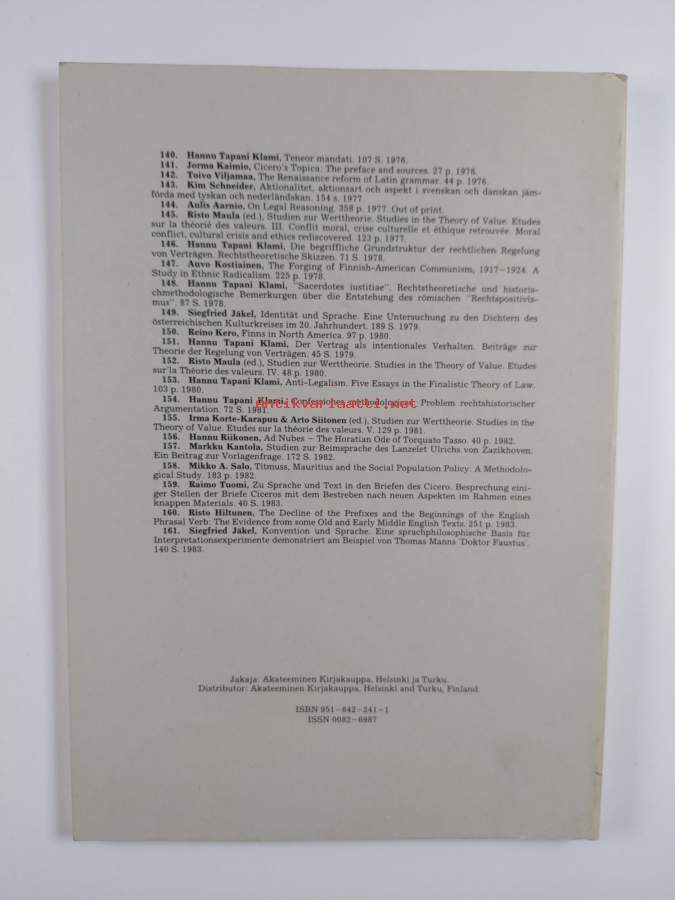 140. Hannu Tapani Klami, Teneor mandati. 107 S. 1976.
141. Jorma Kaimio, Cicero's Topica: The preface and sources. 27 p. 1976.
142. Toivo Viljamaa, The Renaissance reform of Latin grammar. 44 p. 1976.
143. Kim Schneider, Aktionalitet, aktionsart och aspekt i svenskan och danskan jäm-
förda med tyskan och nederländskan. 154 s. 1977.
144. Aulis Aarnio, On Legal Reasoning. 358 p. 1977. Out of print.
145. Risto Maula (ed.), Studien zur Werttheorie. Studies in the Theory of Value. Etudes
sur la théorie des valeurs. III. Conflit moral, crise culturelle et éthique retrouvée. Moral
conflict, cultural crisis and ethics rediscovered. 123 p. 1977.
146. Hannu Tapani Klami, Die begriffliche Grundstruktur der rechtlichen Regelung
von Verträgen. Rechtstheoretische Skizzen. 71 S. 1978.
147. Auvo Kostiainen, The Forging of Finnish-American Communism, 1917–1924. A
Study in Ethnic Radicalism. 225 p. 1978.
148. Hannu Tapani Klami, "Sacerdotes iustitiae". Rechtstheoretische und historis-
chmethodologische Bemerkungen über die Entstehung des römischen "Rechtspositivis-
mus". 87 S. 1978.
149. Siegfried Jäkel, Identität und Sprache. Eine Untersuchung zu den Dichtern des
österreichischen Kulturkreises im 20. Jahrhundert. 189 S. 1979.
150. Reino Kero, Finns in North America. 97 p. 1980.
151. Hannu Tapani Klami, Der Vertrag als intentionales Verhalten. Beiträge zur
Theorie der Regelung von Verträgen. 45 S. 1979.
152. Risto Maula (ed.), Studien zur Werttheorie. Studies in the Theory of Value. Etudes
sur la Théorie des valeurs. IV. 48 p. 1980.
153. Hannu Tapani Klami, Anti-Legalism. Five Essays in the Finalistic Theory of Law.
103 p. 1980.
154. Hannu Tapani Klami, Confessiones methodologicae. Problem rechtshistorischer
Argumentation. 72 S. 1981.
antikvariaatti.net
155. Irma Korte-Karapuu & Arto Siitonen (ed.), Studien zur Werttheorie. Studies in the
Theory of Value. Etudes sur la théorie des valeurs. V. 129 p. 1981.
156. Hannu Riikonen, Ad Nubes – The Horatian Ode of Torquato Tasso. 40 p. 1982.
157. Markku Kantola, Studien zur Reimsprache des Lanzelet Ulrichs von Zazikhoven.
Ein Beitrag zur Vorlagenfrage. 172 S. 1982.
158. Mikko A. Salo, Titmuss, Mauritius and the Social Population Policy: A Methodolo-
gical Study. 183 p. 1982.
159. Raimo Tuomi, Zu Sprache und Text in den Briefen des Cicero. Besprechung eini-
ger Stellen der Briefe Ciceros mit dem Bestreben nach neuen Aspekten im Rahmen eines
knappen Materials. 40 S. 1983.
160. Risto Hiltunen, The Decline of the Prefixes and the Beginnings of the English
Phrasal Verb: The Evidence from some Old and Early Middle English Texts. 251 p. 1983.
161. Siegfried Jäkel, Konvention und Sprache. Eine sprachphilosophische Basis für
Interpretationsexperimente demonstriert am Beispiel von Thomas Manns 'Doktor Faustus'.
140 S. 1983.
Jakaja: Akateeminen Kirjakauppa, Helsinki ja Turku.
Distributor: Akateeminen Kirjakauppa, Helsinki and Turku, Finland.
ISBN 951–642–241–1
ISSN 0082–6987